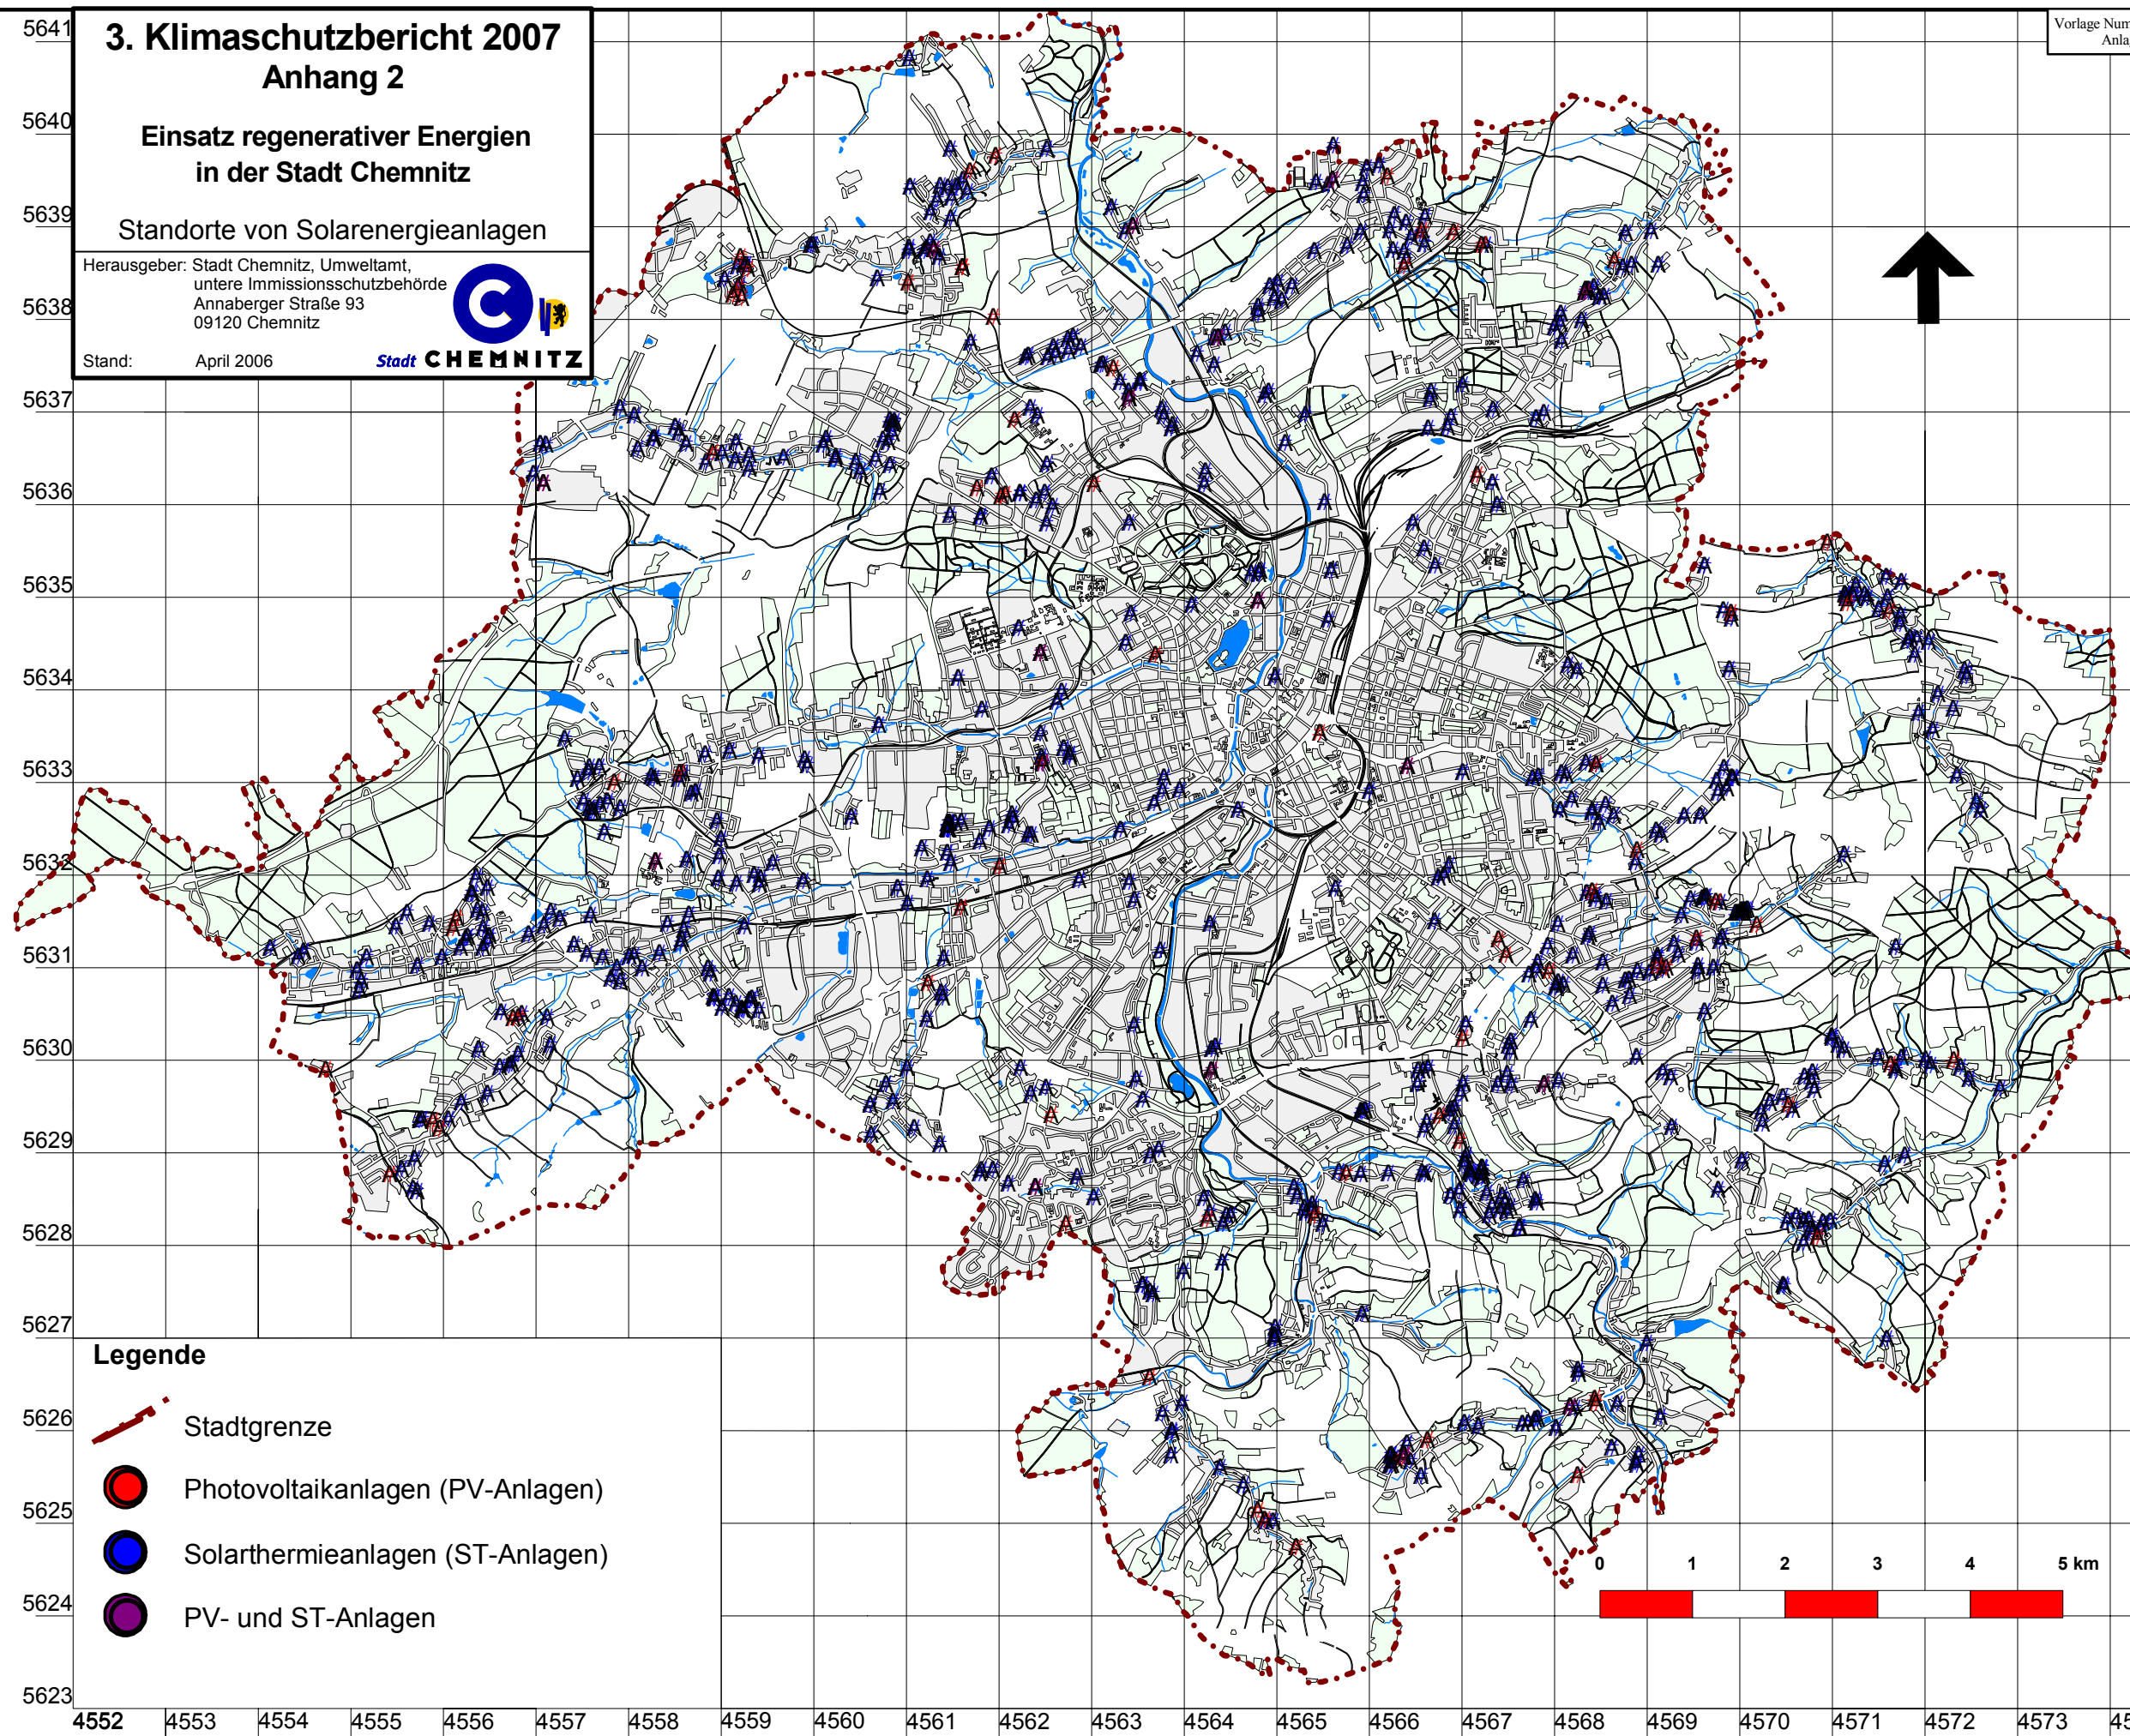 3. Klimaschutzbericht 2007
Anhang 2
Einsatz regenerativer Energien
in der Stadt Chemnitz
Standorte von Solarenergieanlagen
Herausgeber: Stadt Chemnitz, Umweltamt,
untere Immissionsschutzbehörde
Annaberger Straße 93
09120 Chemnitz
Stand: April 2006
Stadt CHEMNITZ
Vorlage
5641
5640
5639
5638
5637
5636
5635
5634
5633
5632
5631
5630
5629
5628
5627
5626
5625
5624
5623
Legende
Stadtgrenze
Photovoltaikanlagen (PV-Anlagen)
Solarthermieanlagen (ST-Anlagen)
PV- und ST-Anlagen
0 1 2 3 4 5 km
4552 4553 4554 4555 4556 4557 4558 4559 4560 4561 4562 4563 4564 4565 4566 4567 4568 4569 4570 4571 4572 4573